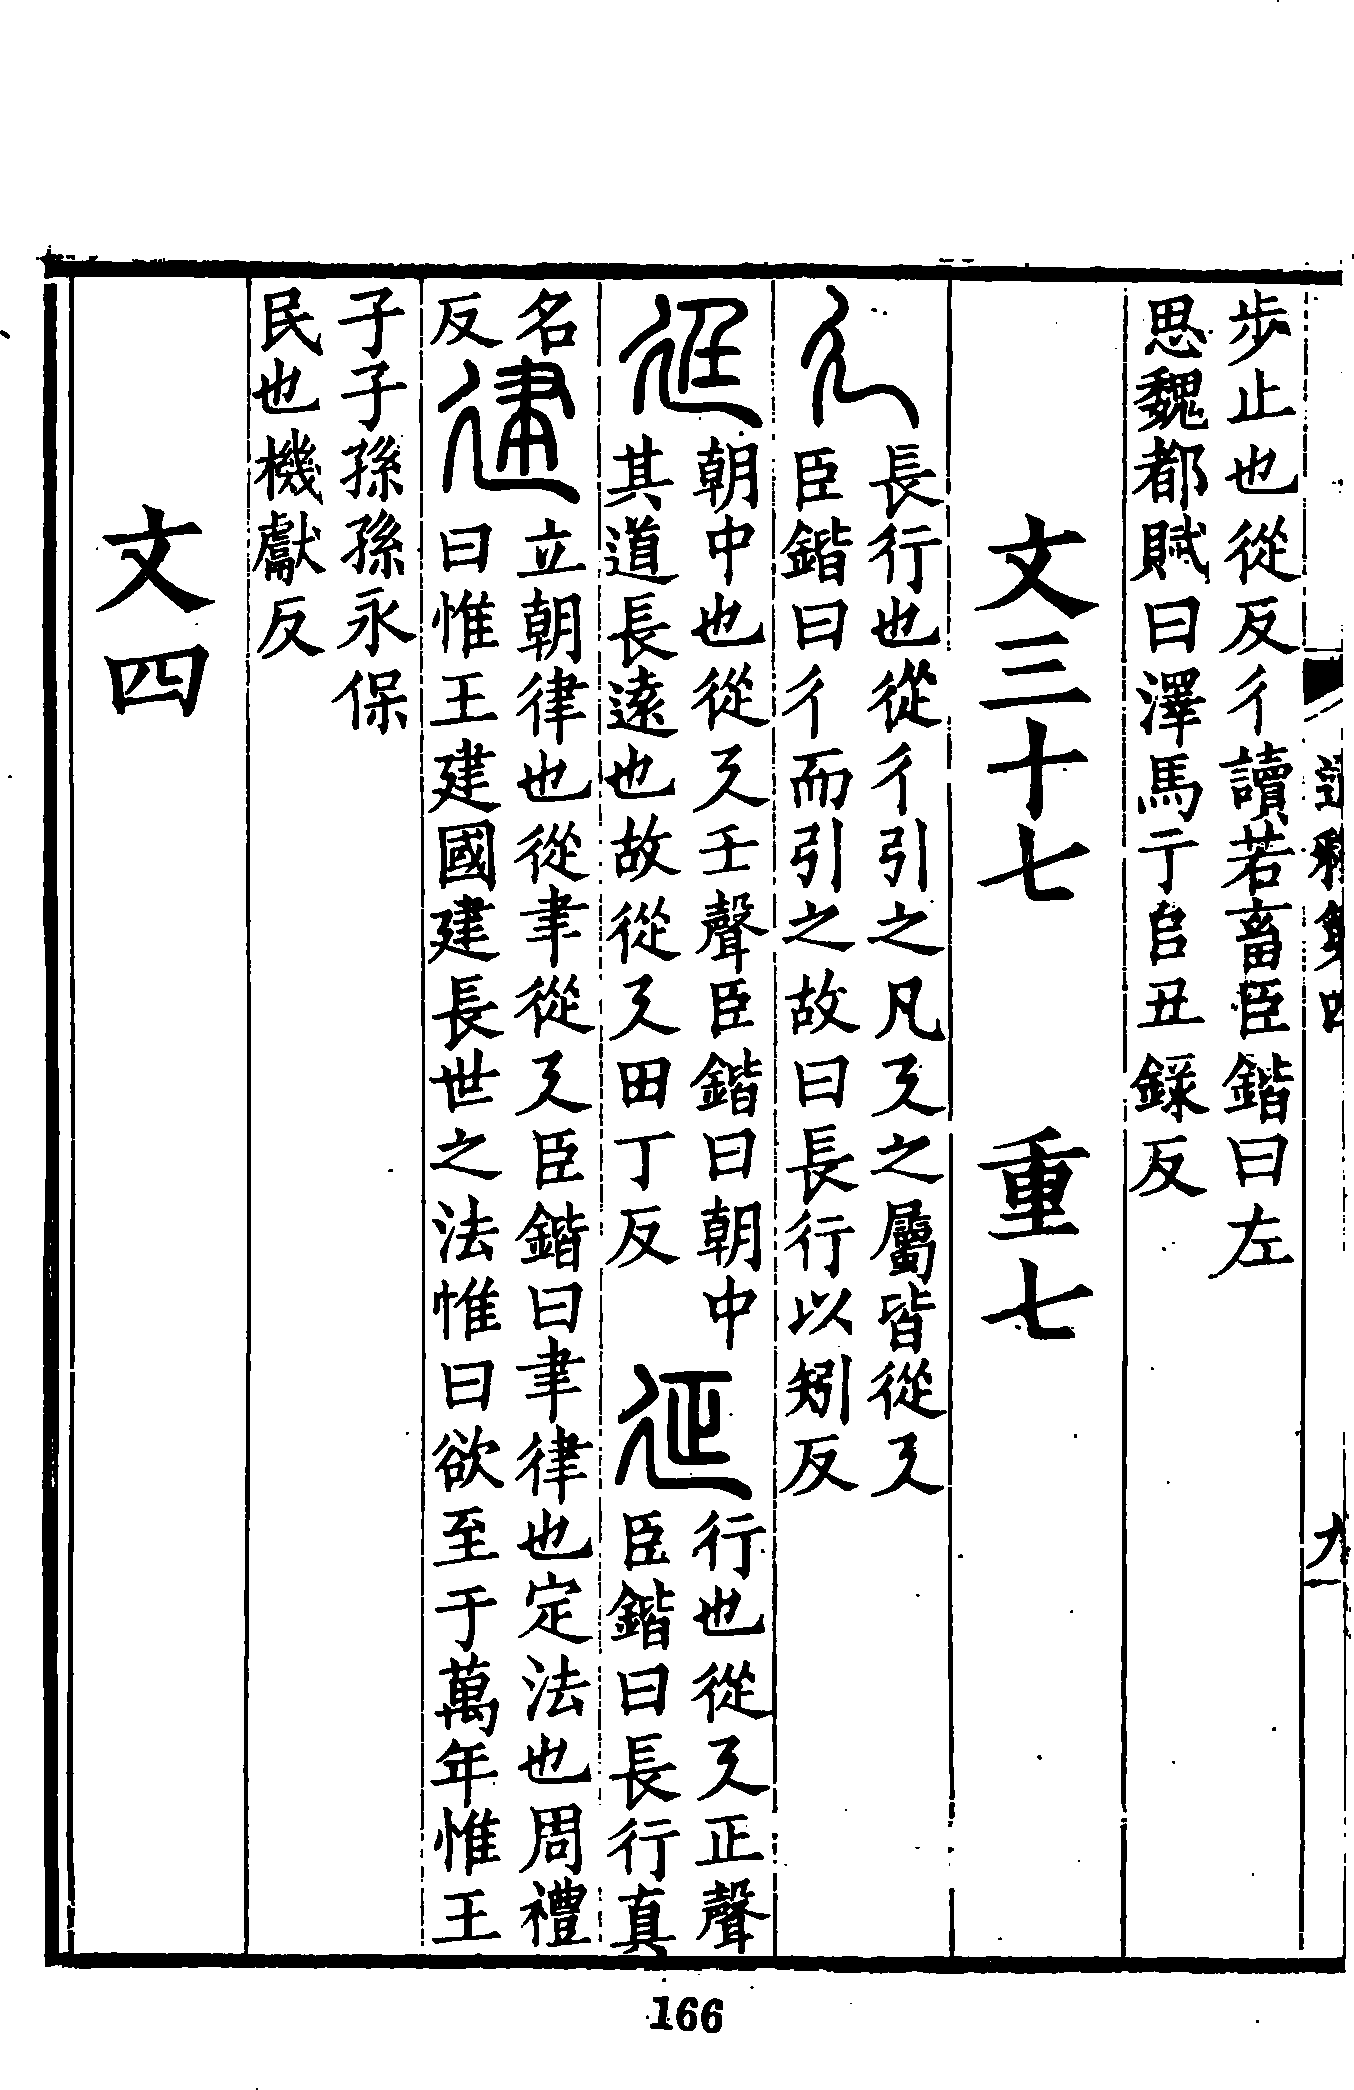 步止也從反彳讀若畜臣鍇曰左
思魏都賦曰澤馬亍𨸏丑錄反
文三十七 重七
廴
長行也從彳引之凡廴之屬皆從廴
臣鍇曰彳而引之故曰長行以矧反
廷
朝中也從廴壬聲臣鍇曰朝中
其道長遠也故從廴田丁反
延
行也從廴正聲
臣鍇曰長行真
名
反
建
立朝律也從聿從廴臣鍇曰聿律也定法也周禮
曰惟王建國建長世之法惟曰欲至于萬年惟王
子子孫孫永保
民也機獻反
文四
166